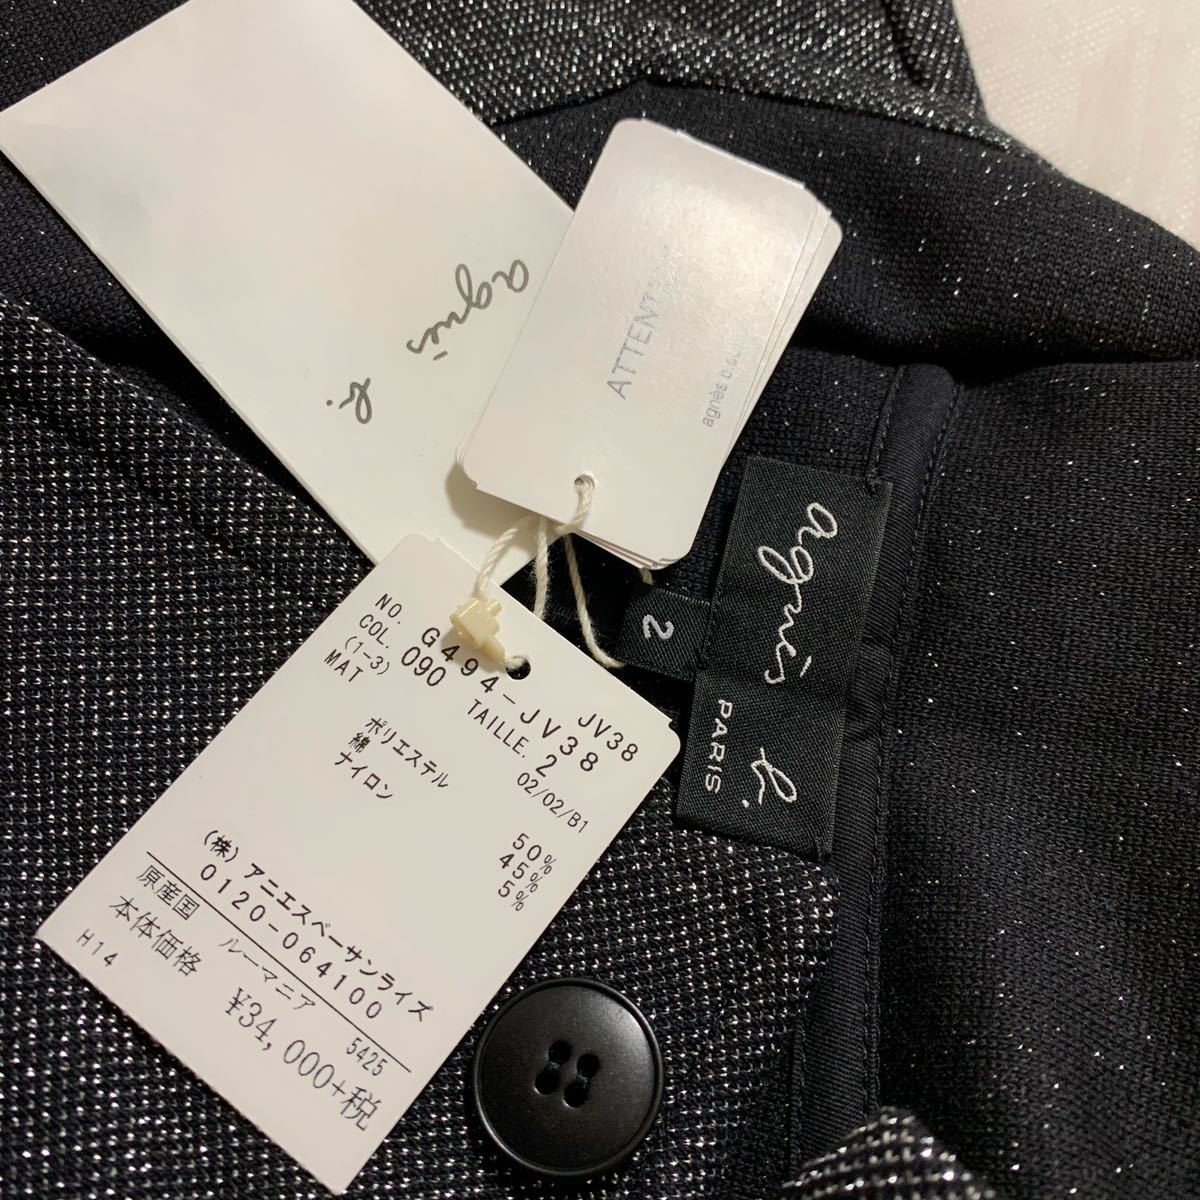 agnès b.
ATTENT
agnès b.
agnès b.
PARIS
2
JV38
NO. G494-JV38
COL. 090 TAILLE. 2
(1-3) 02/02/B1
MAT
ポリエステル 50%
綿 45%
ナイロン 5%
(株)アニエスベーサンライズ
0120-064100
原産国 ルーマニア 5425
本体価格 ¥34,000+税
H14